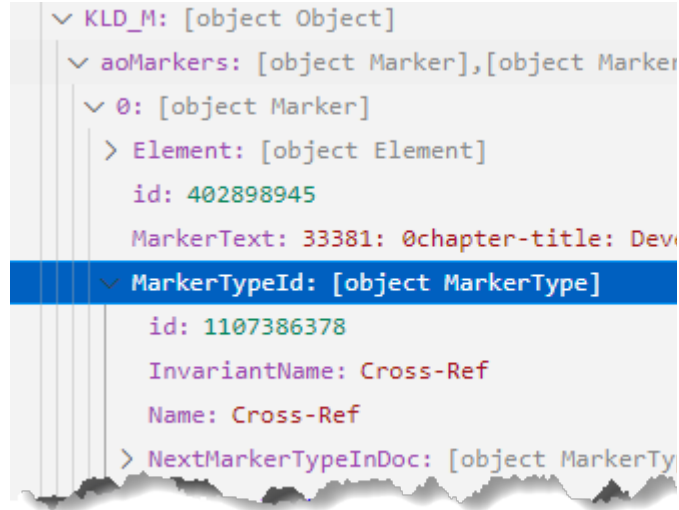 KLD_M: [object Object]
aoMarkers: [object Marker],[object Marker
0: [object Marker]
Element: [object Element]
id: 402898945
MarkerText: 33381: 0chapter-title: Deve
MarkerTypeId: [object MarkerType]
id: 1107386378
InvariantName: Cross-Ref
Name: Cross-Ref
NextMarkerTypeInDoc: [object MarkerTy